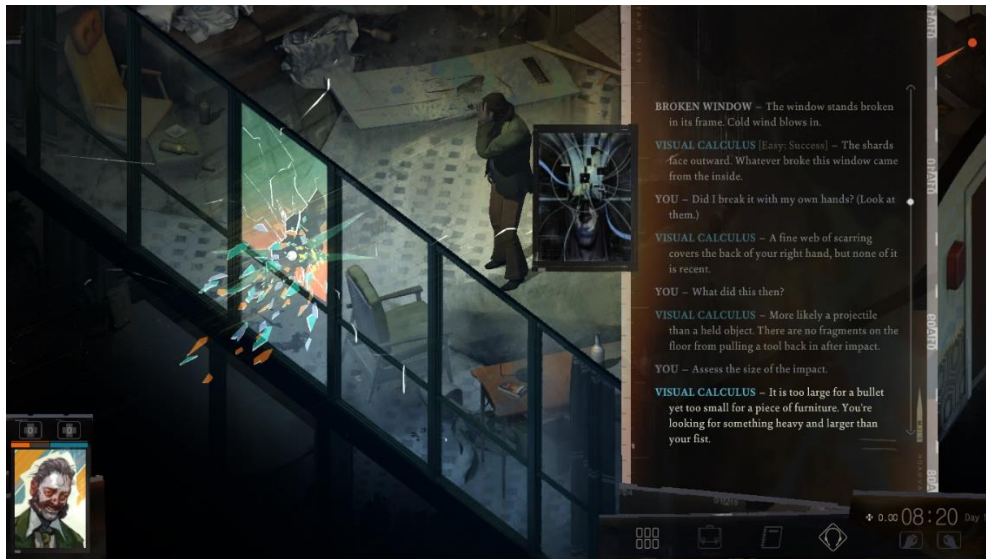 BROKEN WINDOW – The window stands broken
in its frame. Cold wind blows in.
VISUAL CALCULUS [Easy: Success] – The shards
face outward. Whatever broke this window came
from the inside.
YOU – Did I break it with my own hands? (Look at
them.)
VISUAL CALCULUS – A fine web of scarring
covers the back of your right hand, but none of it
is recent.
YOU – What did this then?
VISUAL CALCULUS – More likely a projectile
than a held object. There are no fragments on the
floor from pulling a tool back in after impact.
YOU – Assess the size of the impact.
VISUAL CALCULUS – It is too large for a bullet
yet too small for a piece of furniture. You're
looking for something heavy and larger than
your fist.
0.00 08:20 Day